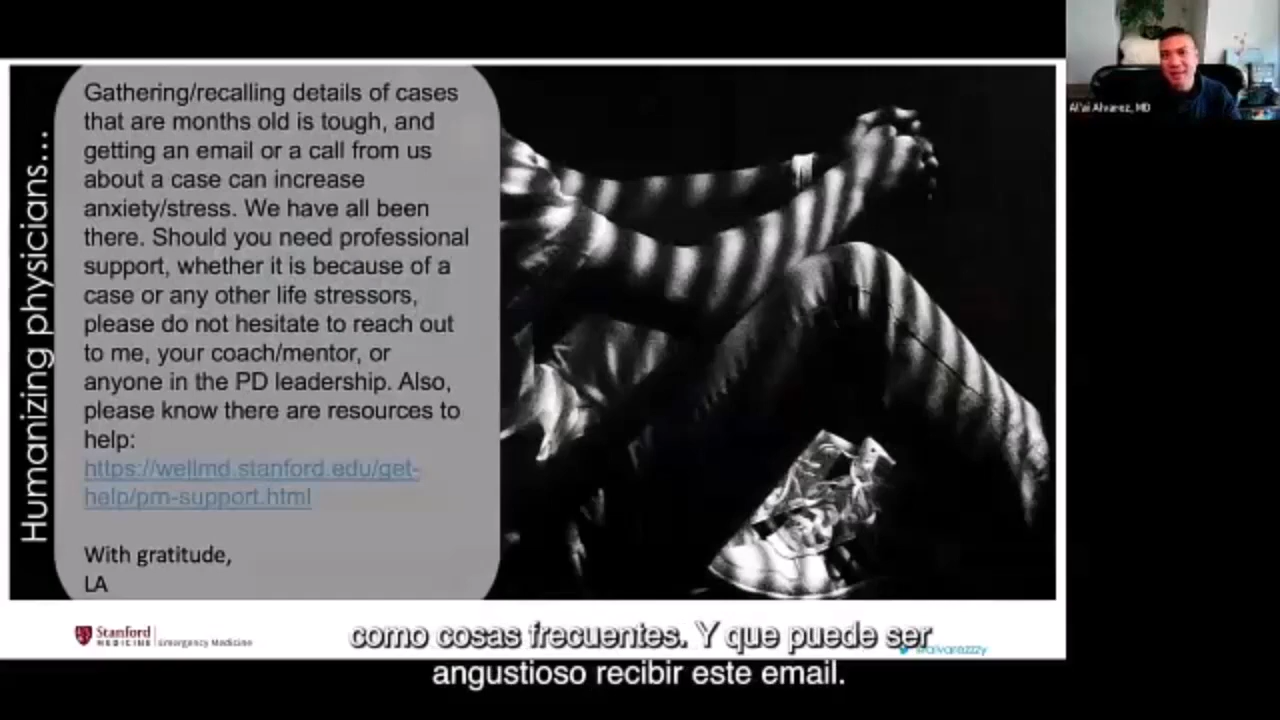 Humanizing physicians...
Gathering/recalling details of cases
that are months old is tough, and
getting an email or a call from us
about a case can increase
anxiety/stress. We have all been
there. Should you need professional
support, whether it is because of a
case or any other life stressors,
please do not hesitate to reach out
to me, your coach/mentor, or
anyone in the PD leadership. Also,
please know there are resources to
help:
https://wellmd.stanford.edu/get-
help/prn-support.html
With gratitude,
LA
Al'ai Alvarez, MD
Stanford
MEDICINE
Emergency Medicine
@alvarezzzy
como cosas frecuentes. Y que puede ser
angustioso recibir este email.